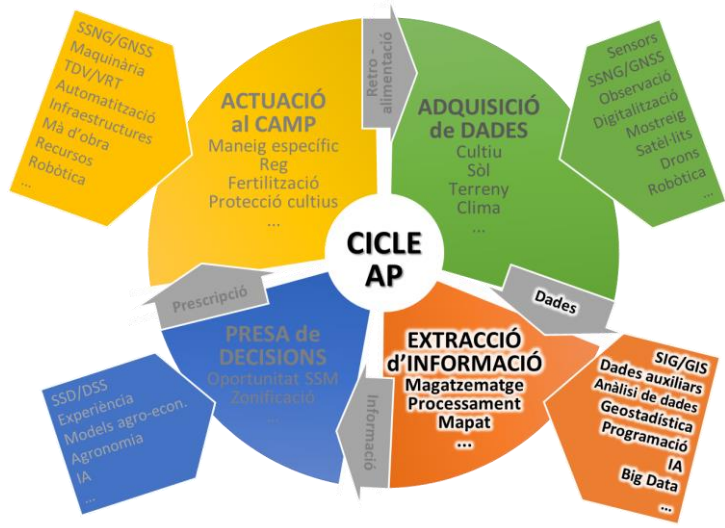 SSNG/GNSS
Maquinària
TDV/VRT
Automatització
Infraestructures
Mà d'obra
Recursos
Robòtica
...
ACTUACIÓ
al CAMP
Maneig específic
Reg
Fertilització
Protecció cultius
...
Retro -
alimentació
ADQUISICIÓ
de DADES
Cultiu
Sòl
Terreny
Clima
...
Sensors
SSNG/GNSS
Observació
Digitalització
Mostreig
Satèl·lits
Drons
Robòtica
...
CICLE
AP
Dades
EXTRACCIÓ
d'INFORMACIÓ
Magatzematge
Processament
Mapat
...
SIG/GIS
Dades auxiliars
Anàlisi de dades
Geostadística
Programació
IA
Big Data
...
Informació
PRESA de
DECISIONS
Oportunitat SSM
Zonificació
...
SSD/DSS
Experiència
Models agro-econ.
Agronomia
IA
...
Prescripció